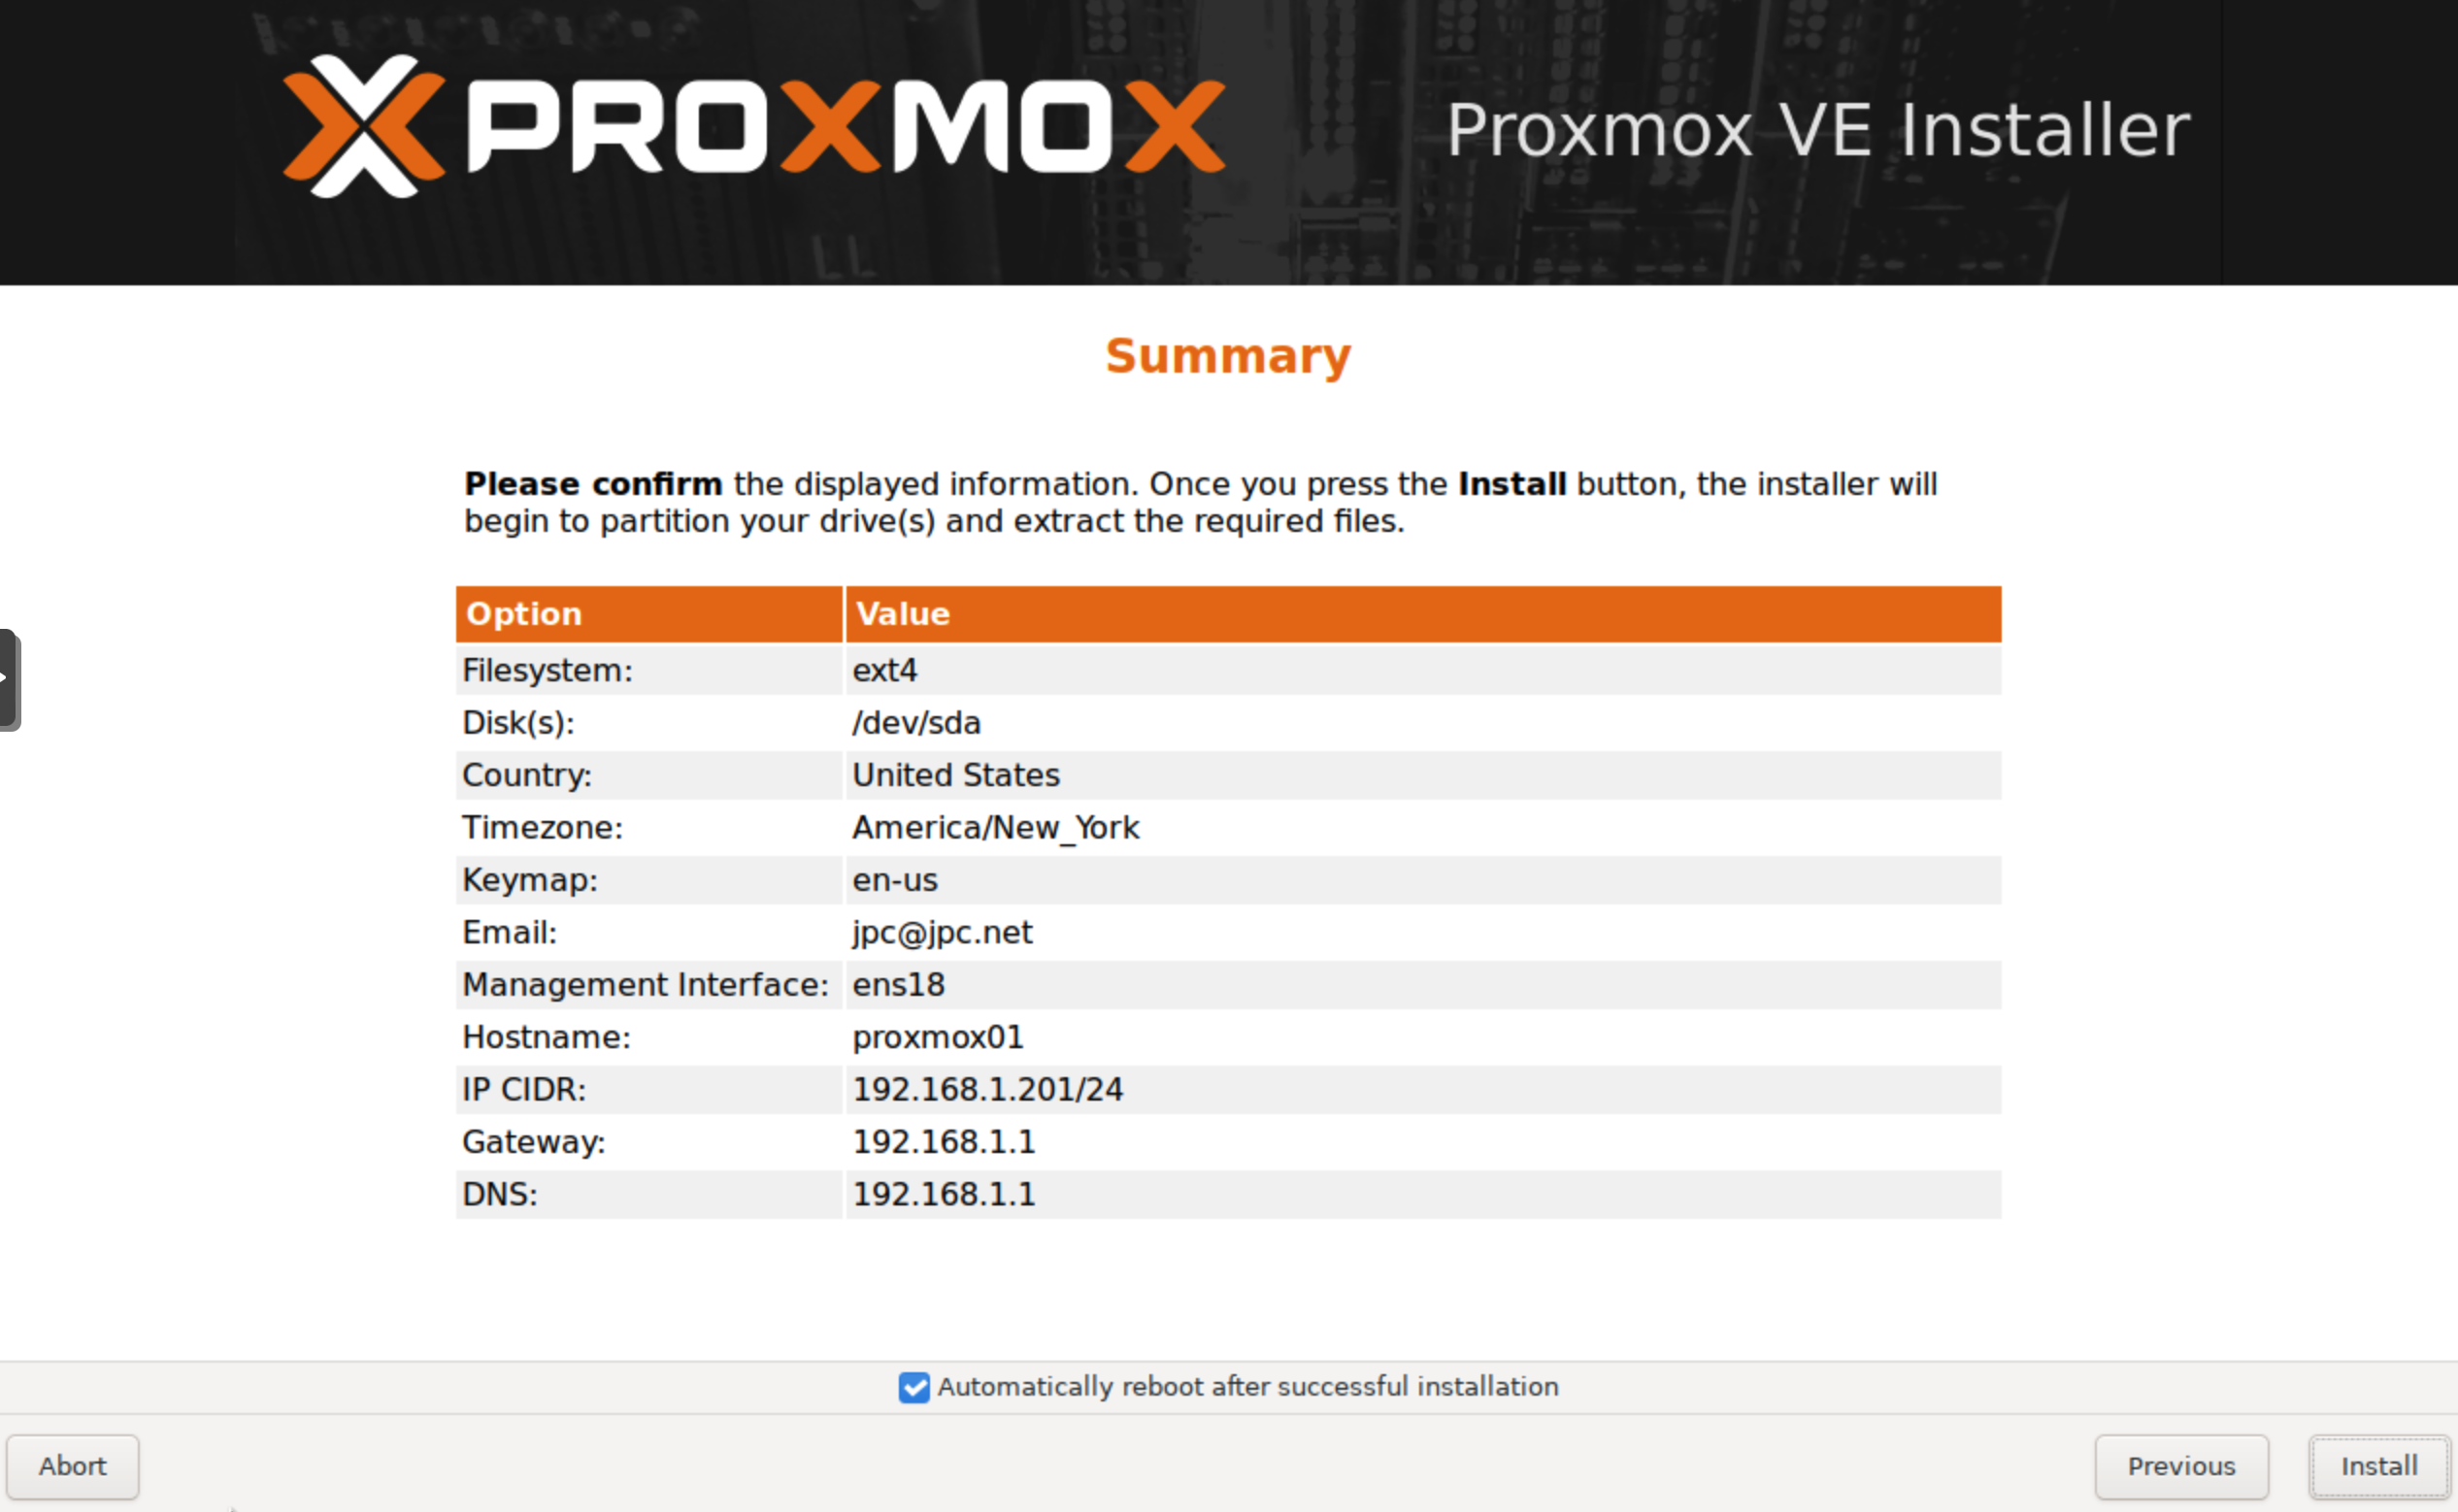 PROXMOX
Proxmox VE Installer
Summary
Please confirm the displayed information. Once you press the Install button, the installer will
begin to partition your drive(s) and extract the required files.
Option Value
Filesystem: ext4
Disk(s): /dev/sda
Country: United States
Timezone: America/New_York
Keymap: en-us
Email: jpc@jpc.net
Management Interface: ens18
Hostname: proxmox01
IP CIDR: 192.168.1.201/24
Gateway: 192.168.1.1
DNS: 192.168.1.1
Automatically reboot after successful installation
Abort Previous Install